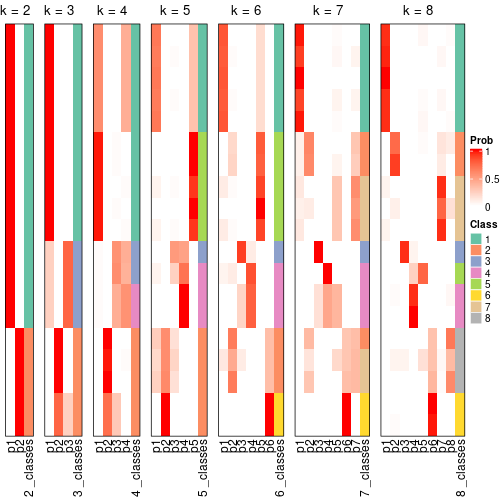 k = 2 k = 3 k = 4 k = 5 k = 6 k = 7 k = 8
Prob
1
0.5
0
Class
1
2
3
4
5
6
7
8
p1 p2 2_classes p1 p2 p3 3_classes p1 p2 p3 p4 4_classes p1 p2 p3 p4 p5 5_classes p1 p2 p3 p4 p5 p6 6_classes p1 p2 p3 p4 p5 p6 p7 7_classes p1 p2 p3 p4 p5 p6 p7 p8 8_classes